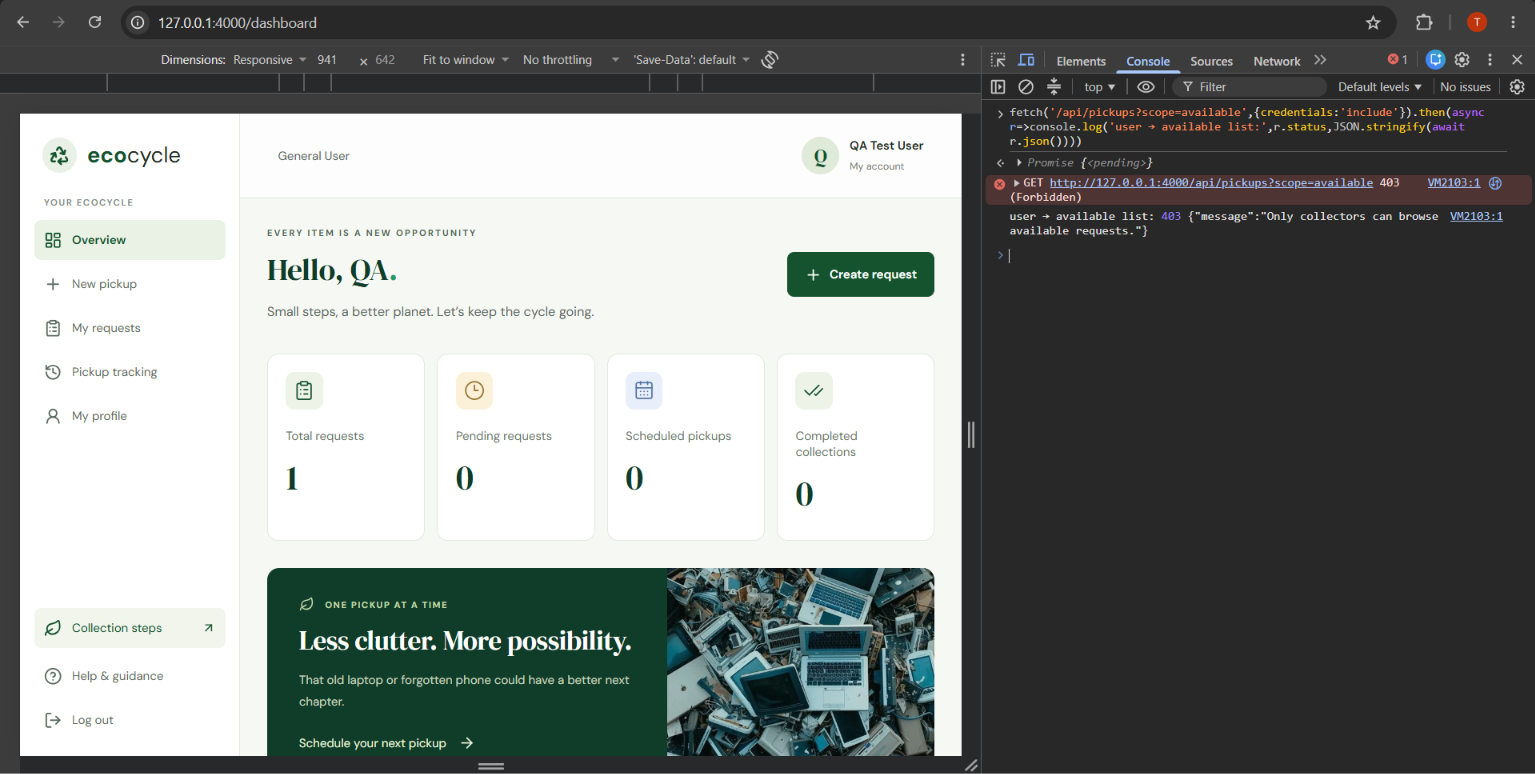 127.0.0.1:4000/dashboard
T
Dimensions: Responsive 941 × 642 Fit to window No throttling 'Save-Data': default
Elements Console Sources Network 1
top Filter Default levels No issues
fetch('/api/pickups?scope=available',{credentials:'include'}).then(async
r=>console.log('user → available list:',r.status,JSON.stringify(await
r.json())))
Promise {<pending>}
GET http://127.0.0.1:4000/api/pickups?scope=available 403 VM2103:1
(Forbidden)
user → available list: 403 {"message":"Only collectors can browse VM2103:1
available requests."}
ecocycle
YOUR ECOCYCLE
Overview
New pickup
My requests
Pickup tracking
My profile
Collection steps
Help & guidance
Log out
General User
Q
QA Test User
My account
EVERY ITEM IS A NEW OPPORTUNITY
Hello, QA.
Small steps, a better planet. Let's keep the cycle going.
+ Create request
Total requests
1
Pending requests
0
Scheduled pickups
0
Completed
collections
0
ONE PICKUP AT A TIME
Less clutter. More possibility.
That old laptop or forgotten phone could have a better next
chapter.
Schedule your next pickup →